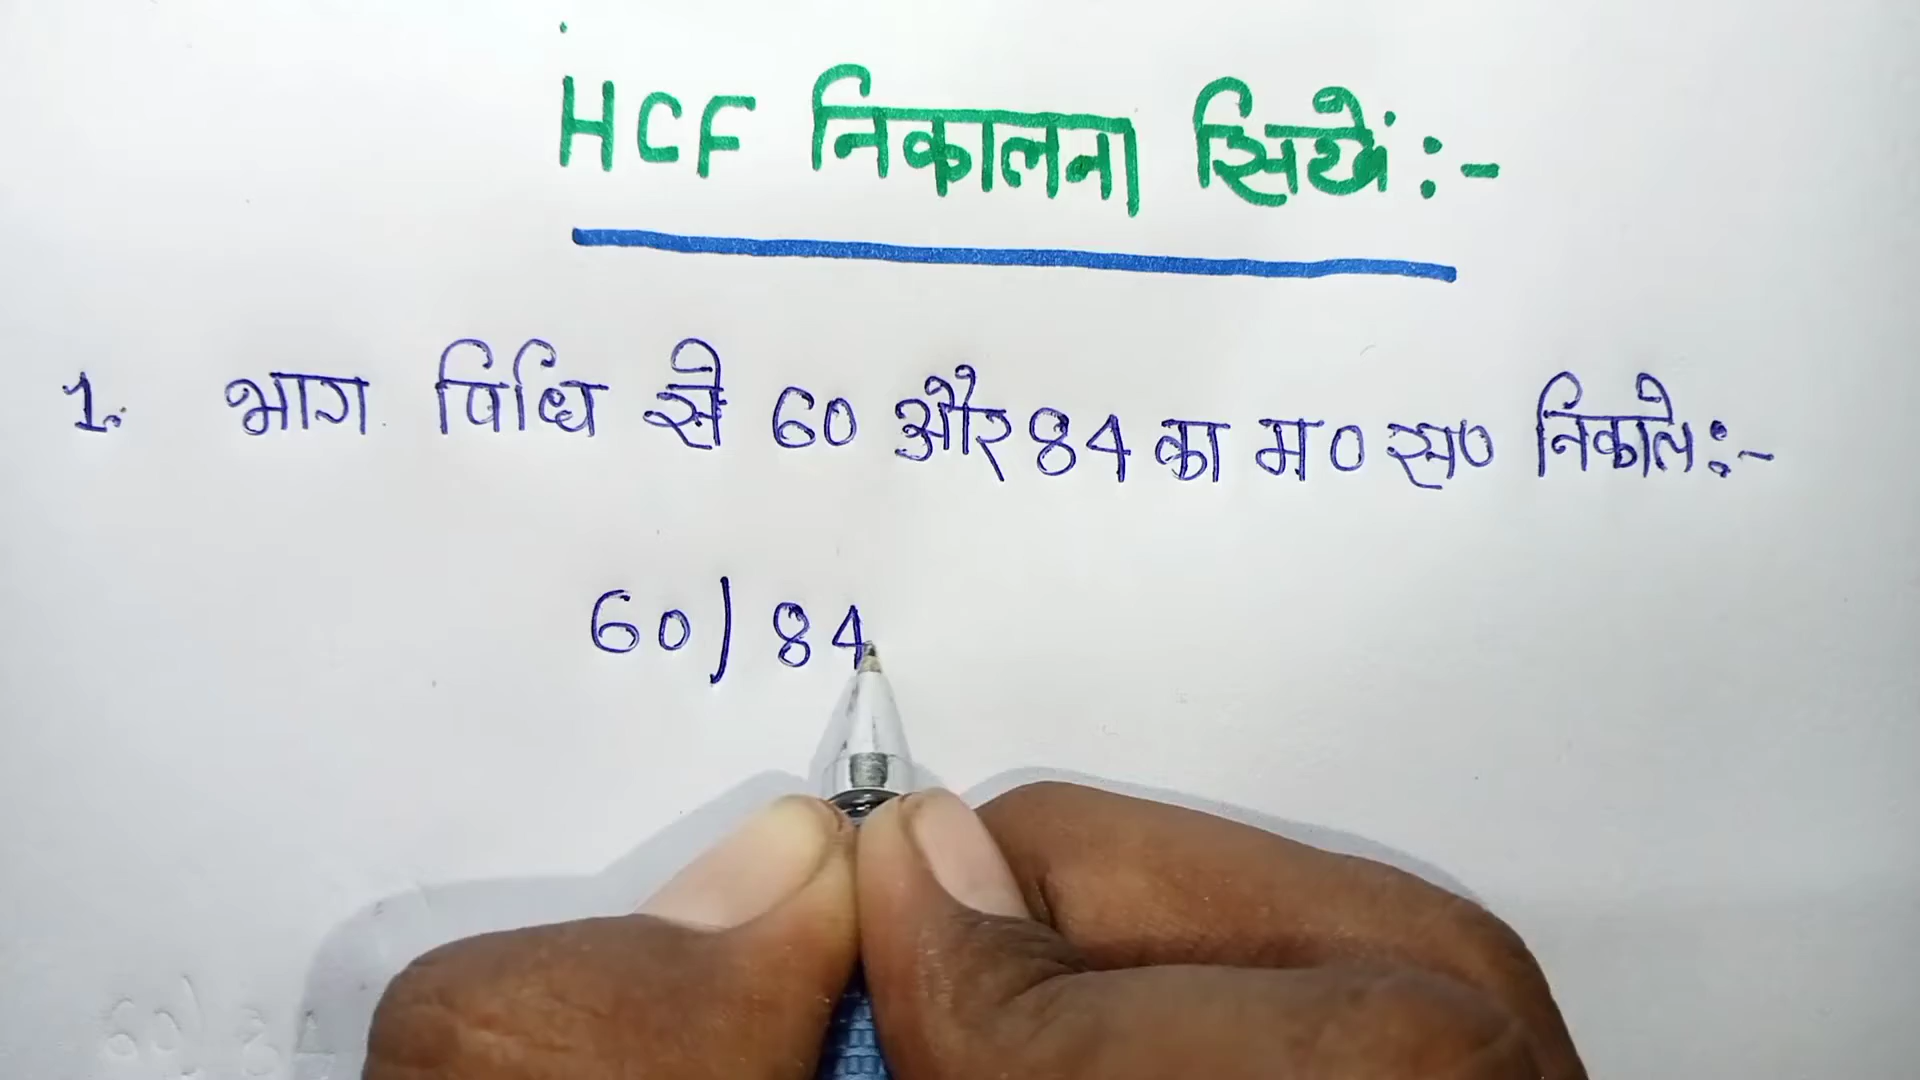 HCF निकालना सिखें :-
1. भाग विधि से 60 और 84 का म० स० निकाले :-
60) 84